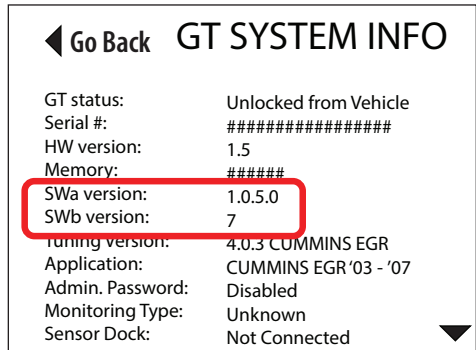 Go Back GT SYSTEM INFO
GT status: Unlocked from Vehicle
Serial #: #################
HW version: 1.5
Memory: ######
SWa version: 1.0.5.0
SWb version: 7
Tuning version: 4.0.3 CUMMINS EGR
Application: CUMMINS EGR '03 - '07
Admin. Password: Disabled
Monitoring Type: Unknown
Sensor Dock: Not Connected